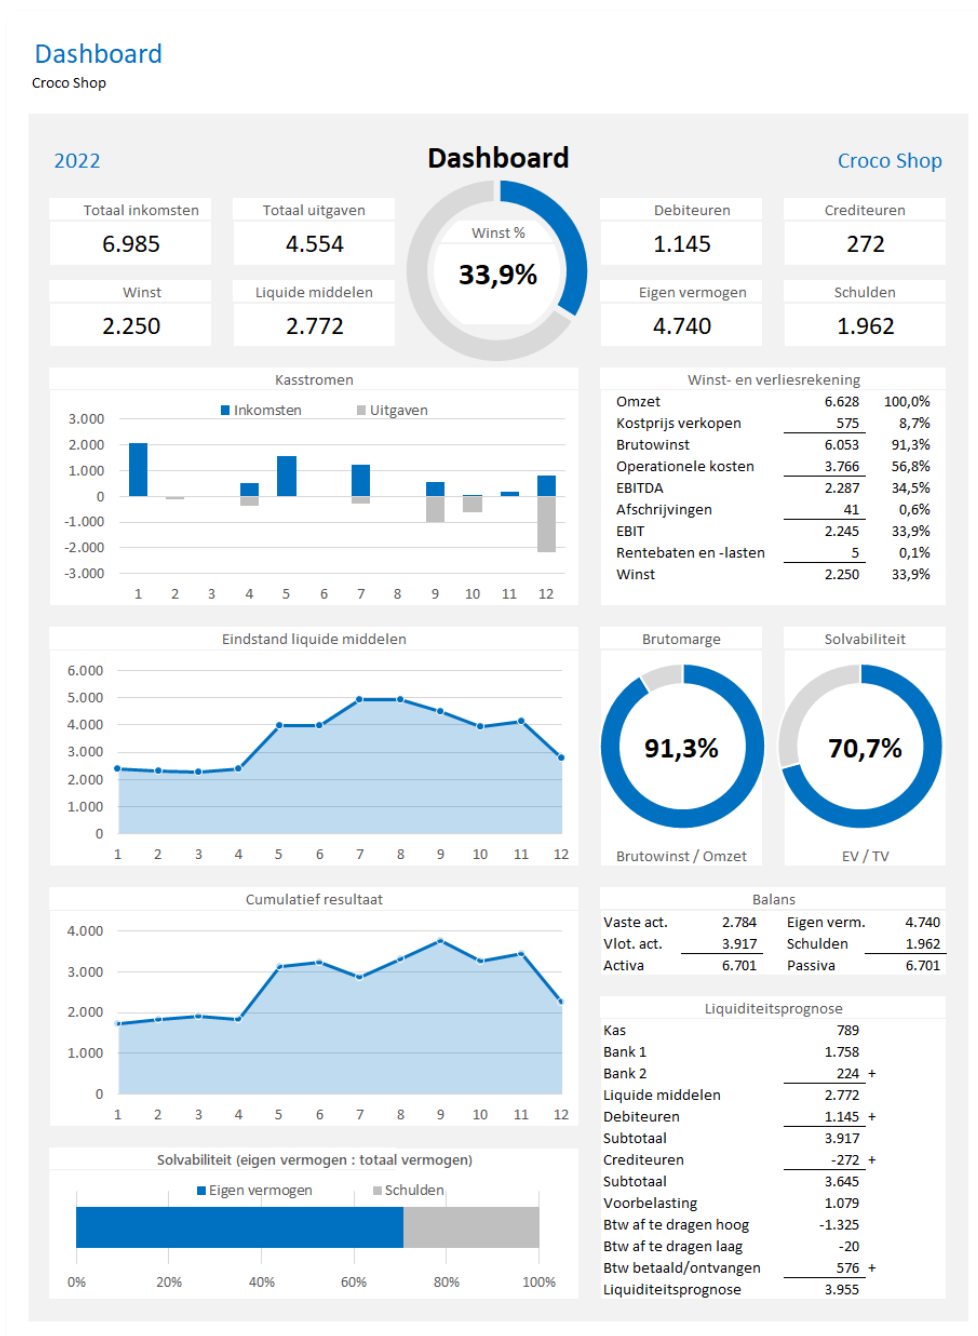 Dashboard
Croco Shop
2022 Dashboard Croco Shop
Totaal inkomsten
6.985
Totaal uitgaven
4.554
Winst %
33,9%
Debiteuren
1.145
Crediteuren
272
Winst
2.250
Liquide middelen
2.772
Eigen vermogen
4.740
Schulden
1.962
Kasstromen
Inkomsten Uitgaven
3.000
2.000
1.000
0
-1.000
-2.000
-3.000
1 2 3 4 5 6 7 8 9 10 11 12
Winst- en verliesrekening
Omzet 6.628 100,0%
Kostprijs verkopen 575 8,7%
Brutowinst 6.053 91,3%
Operationele kosten 3.766 56,8%
EBITDA 2.287 34,5%
Afschrijvingen 41 0,6%
EBIT 2.245 33,9%
Rentebaten en -lasten 5 0,1%
Winst 2.250 33,9%
Eindstand liquide middelen
6.000
5.000
4.000
3.000
2.000
1.000
0
1 2 3 4 5 6 7 8 9 10 11 12
Brutomarge
91,3%
Brutowinst / Omzet
Solvabiliteit
70,7%
EV / TV
Cumulatief resultaat
4.000
3.000
2.000
1.000
0
1 2 3 4 5 6 7 8 9 10 11 12
Balans
Vaste act. 2.784 Eigen verm. 4.740
Vlot. act. 3.917 Schulden 1.962
Activa 6.701 Passiva 6.701
Solvabiliteit (eigen vermogen : totaal vermogen)
Eigen vermogen Schulden
0% 20% 40% 60% 80% 100%
Liquiditeitsprognose
Kas 789
Bank 1 1.758
Bank 2 224 +
Liquide middelen 2.772
Debiteuren 1.145 +
Subtotaal 3.917
Crediteuren -272 +
Subtotaal 3.645
Voorbelasting 1.079
Btw af te dragen hoog -1.325
Btw af te dragen laag -20
Btw betaald/ontvangen 576 +
Liquiditeitsprognose 3.955